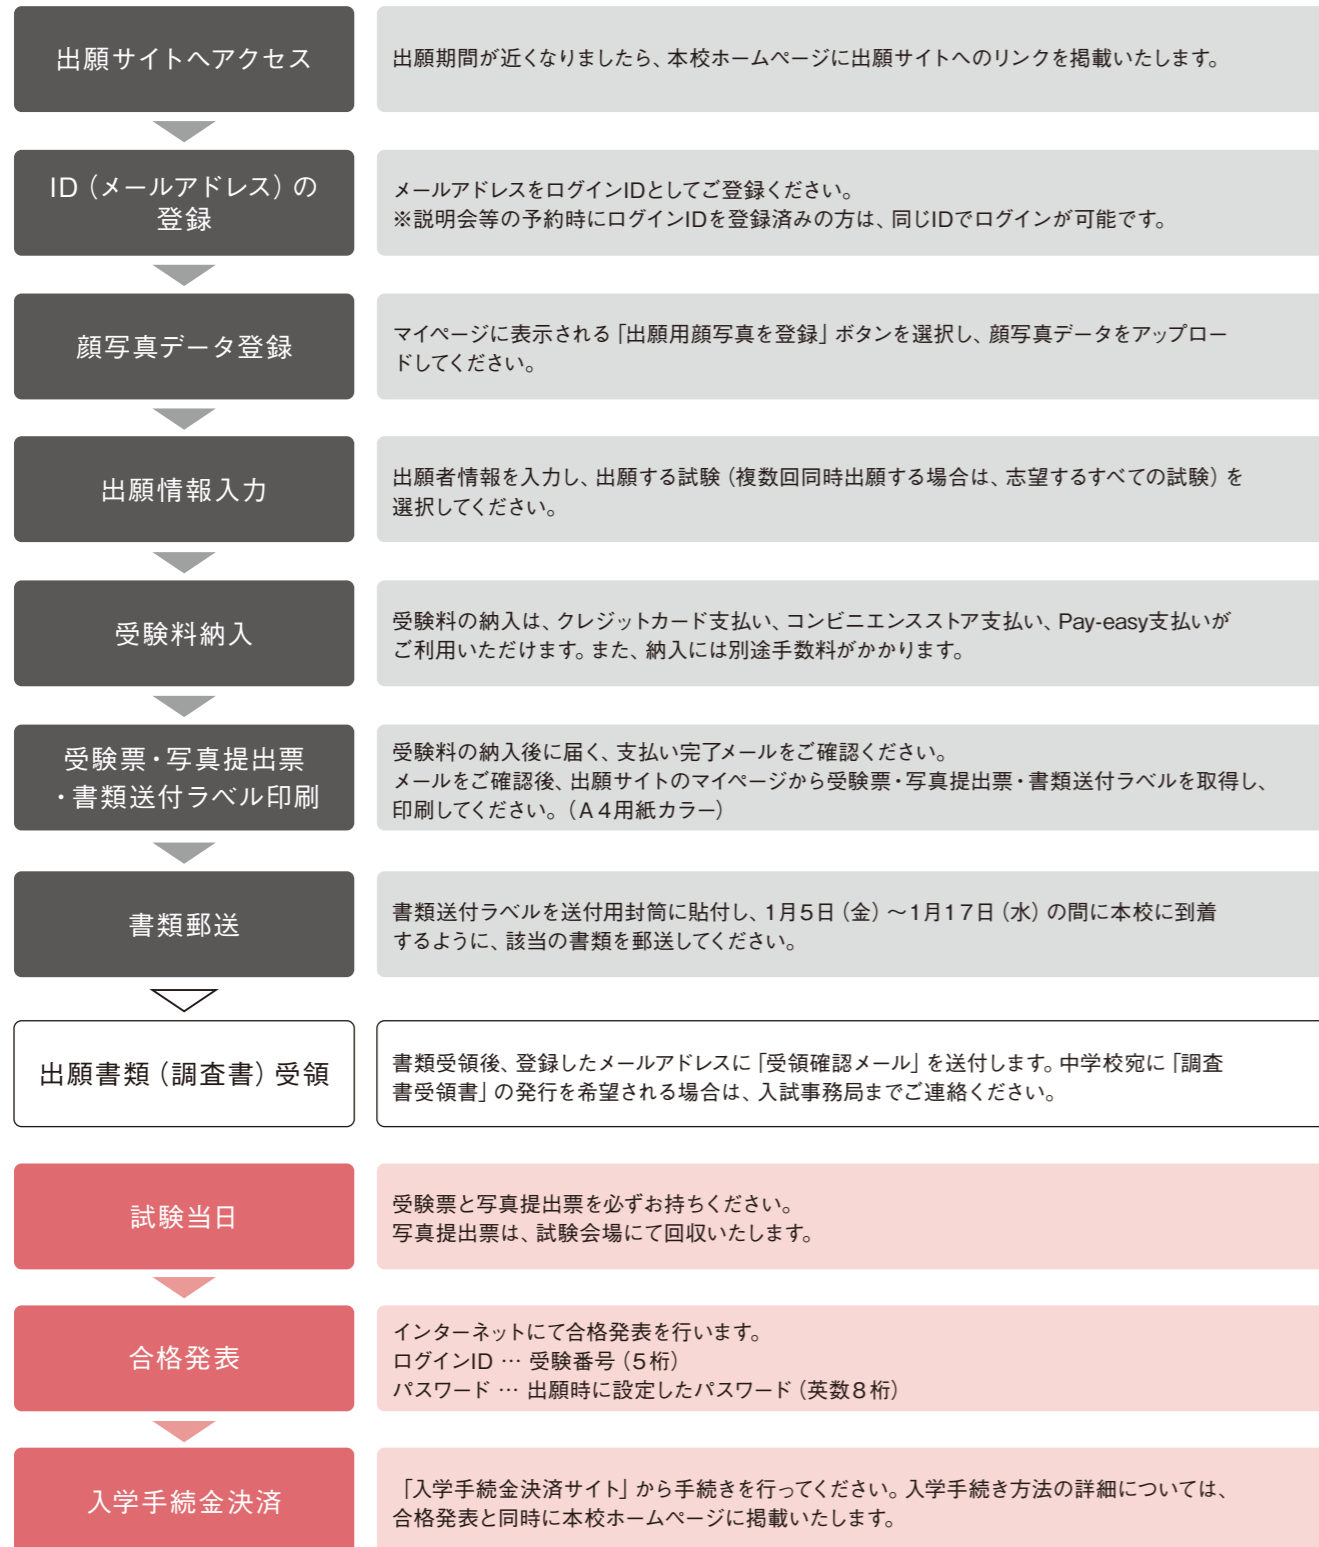 出願サイトへアクセス
出願期間が近くなりましたら、本校ホームページに出願サイトへのリンクを掲載いたします。
ID（メールアドレス）の
登録
メールアドレスをログインIDとしてご登録ください。
※説明会等の予約時にログインIDを登録済みの方は、同じIDでログインが可能です。
顔写真データ登録
マイページに表示される「出願用顔写真を登録」ボタンを選択し、顔写真データをアップロー
ドしてください。
出願情報入力
出願者情報を入力し、出願する試験（複数回同時出願する場合は、志望するすべての試験）を
選択してください。
受験料納入
受験料の納入は、クレジットカード支払い、コンビニエンスストア支払い、Pay-easy支払いが
ご利用いただけます。また、納入には別途手数料がかかります。
受験票・写真提出票
・書類送付ラベル印刷
受験料の納入後に届く、支払い完了メールをご確認ください。
メールをご確認後、出願サイトのマイページから受験票・写真提出票・書類送付ラベルを取得し、
印刷してください。（A4用紙カラー）
書類郵送
書類送付ラベルを送付用封筒に貼付し、1月5日（金）～1月17日（水）の間に本校に到着
するように、該当の書類を郵送してください。
出願書類（調査書）受領
書類受領後、登録したメールアドレスに「受領確認メール」を送付します。中学校宛に「調査
書受領書」の発行を希望される場合は、入試事務局までご連絡ください。
試験当日
受験票と写真提出票を必ずお持ちください。
写真提出票は、試験会場にて回収いたします。
合格発表
インターネットにて合格発表を行います。
ログインID … 受験番号（5桁）
パスワード … 出願時に設定したパスワード（英数8桁）
入学手続金決済
「入学手続金決済サイト」から手続きを行ってください。入学手続き方法の詳細については、
合格発表と同時に本校ホームページに掲載いたします。